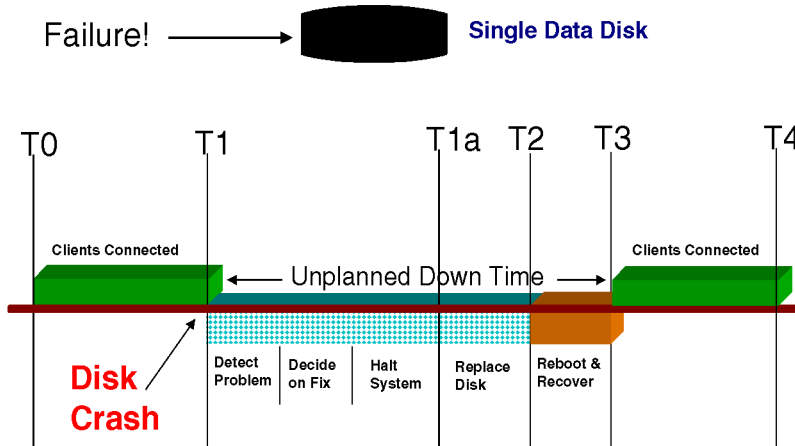 Failure!
Single Data Disk
T0
T1
T1a
T2
T3
T4
Clients Connected
Unplanned Down Time
Clients Connected
Disk
Crash
Detect
Problem
Decide
on Fix
Halt
System
Replace
Disk
Reboot &
Recover